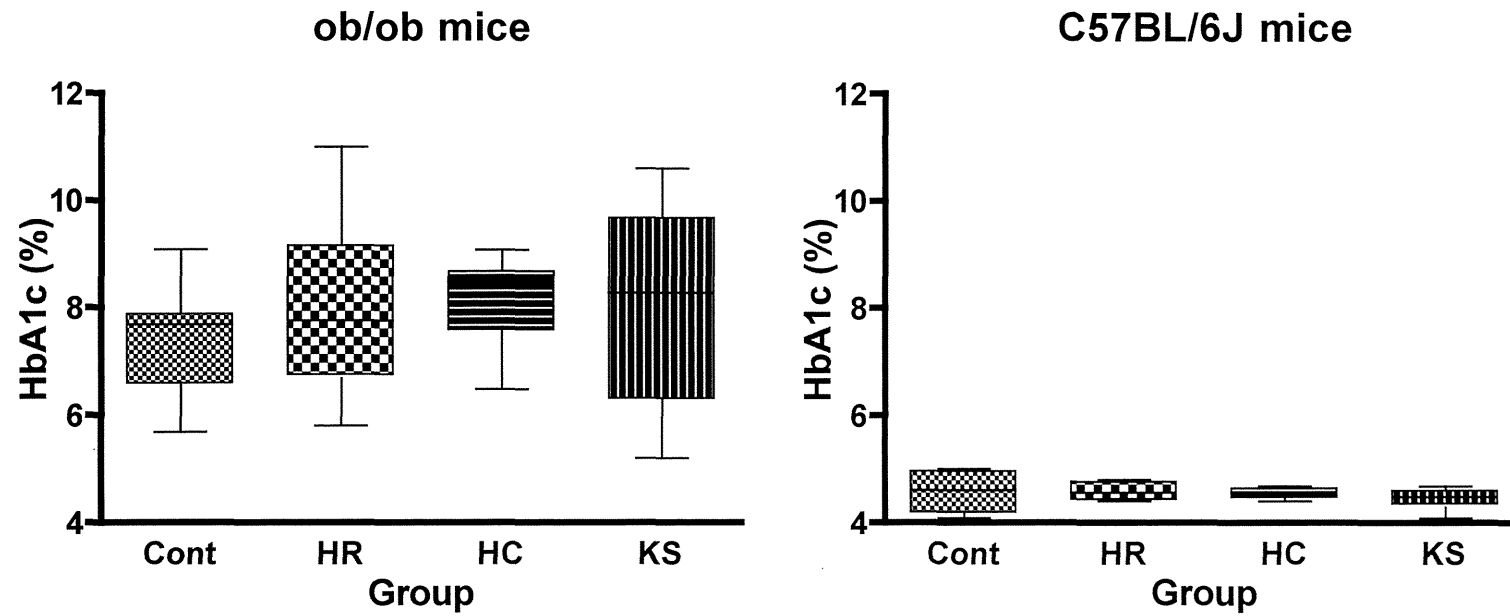 ob/ob mice
HbA1c (%)
12
10
8
6
4
Cont HR HC KS
Group
C57BL/6J mice
HbA1c (%)
12
10
8
6
4
Cont HR HC KS
Group